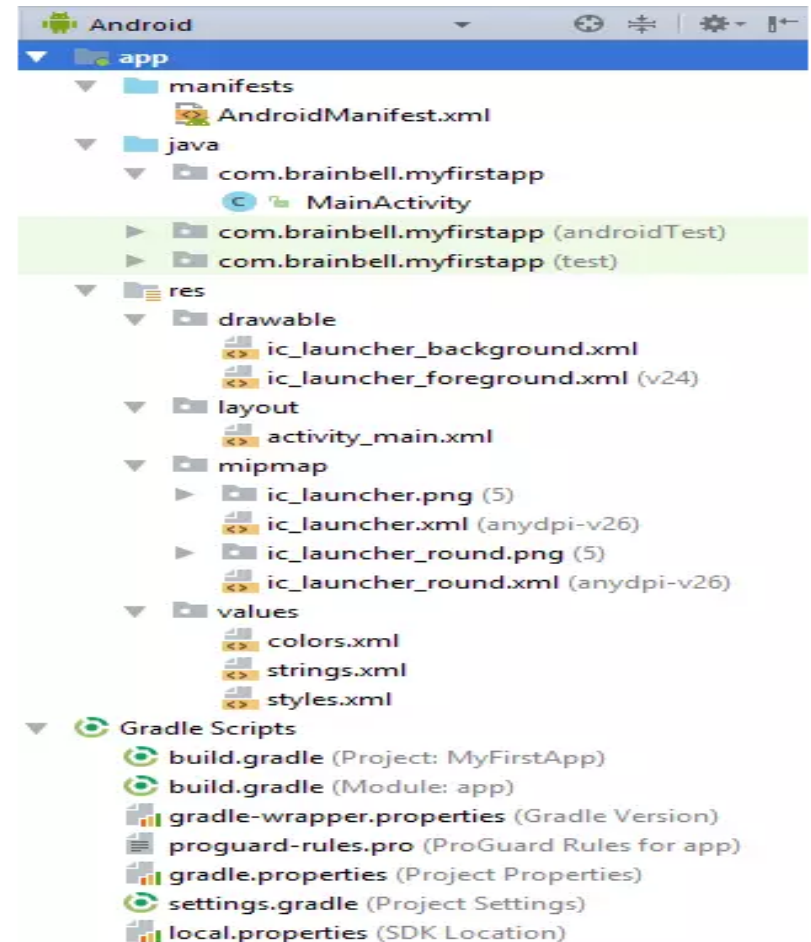 Android
app
manifests
AndroidManifest.xml
java
com.brainbell.myfirstapp
C MainActivity
com.brainbell.myfirstapp (androidTest)
com.brainbell.myfirstapp (test)
res
drawable
ic_launcher_background.xml
ic_launcher_foreground.xml (v24)
layout
activity_main.xml
mipmap
ic_launcher.png (5)
ic_launcher.xml (anydpi-v26)
ic_launcher_round.png (5)
ic_launcher_round.xml (anydpi-v26)
values
colors.xml
strings.xml
styles.xml
Gradle Scripts
build.gradle (Project: MyFirstApp)
build.gradle (Module: app)
gradle-wrapper.properties (Gradle Version)
proguard-rules.pro (ProGuard Rules for app)
gradle.properties (Project Properties)
settings.gradle (Project Settings)
local.properties (SDK Location)